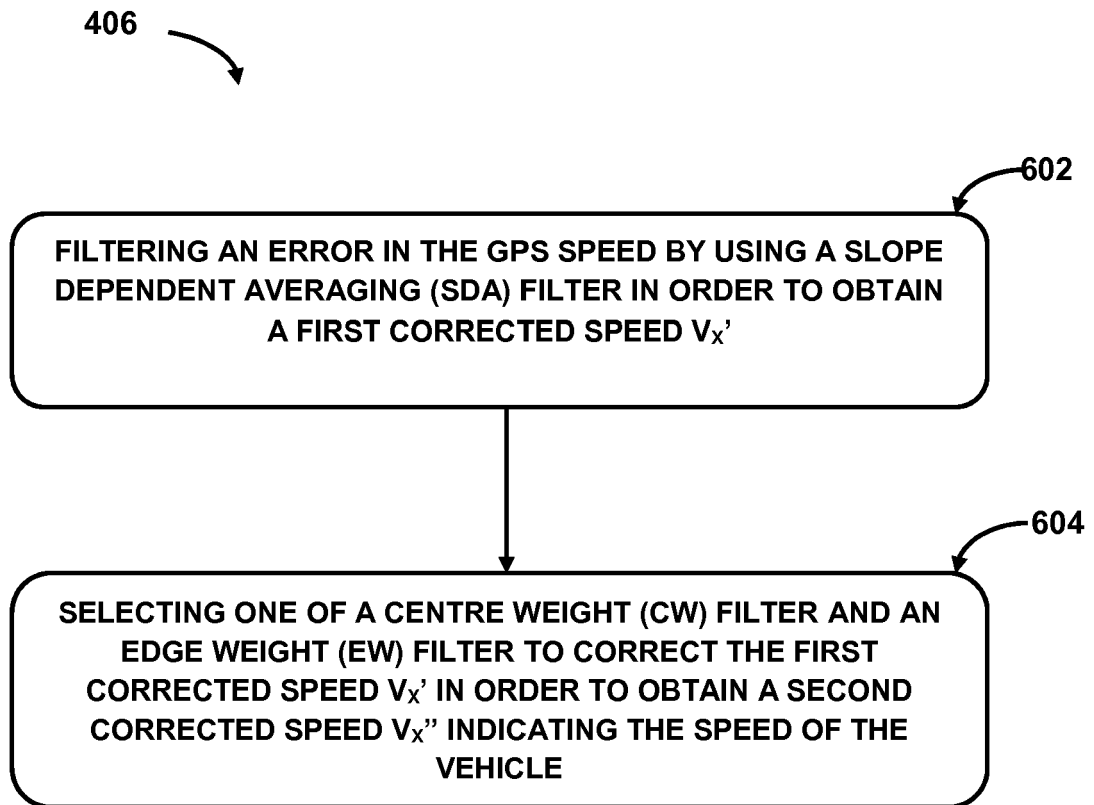 406
602
FILTERING AN ERROR IN THE GPS SPEED BY USING A SLOPE
DEPENDENT AVERAGING (SDA) FILTER IN ORDER TO OBTAIN
A FIRST CORRECTED SPEED VX’
604
SELECTING ONE OF A CENTRE WEIGHT (CW) FILTER AND AN
EDGE WEIGHT (EW) FILTER TO CORRECT THE FIRST
CORRECTED SPEED VX’ IN ORDER TO OBTAIN A SECOND
CORRECTED SPEED VX’’ INDICATING THE SPEED OF THE
VEHICLE